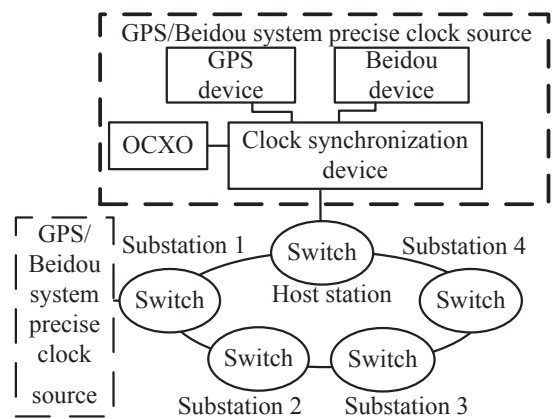 GPS/Beidou system precise clock source
GPS
device
Beidou
device
OCXO
Clock synchronization
device
GPS/
Beidou
system
precise
clock
source
Substation 1
Switch
Substation 4
Host station
Switch
Switch
Switch
Switch
Substation 2
Substation 3